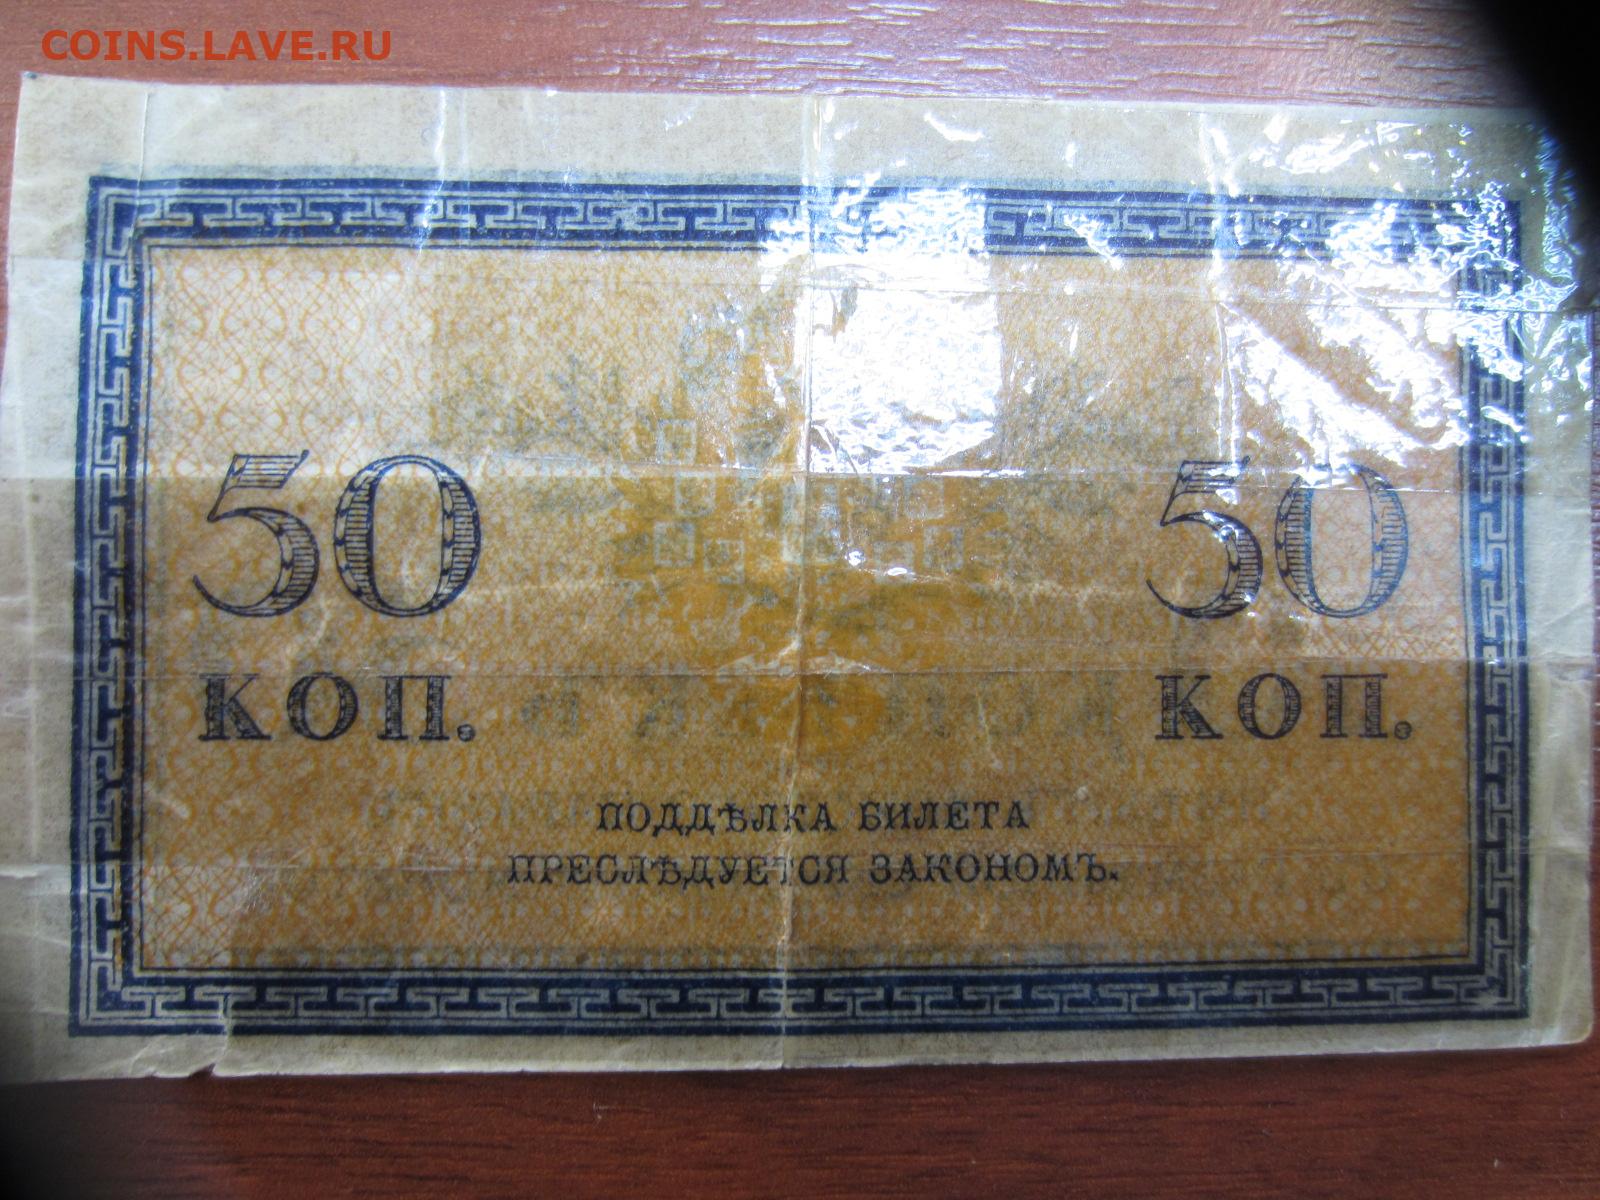 COINS.LAVE.RU
50 50
КОП. КОП.
ПОДДѢЛКА БИЛЕТА
ПРЕСЛѢДУЕТСЯ ЗАКОНОМЪ.